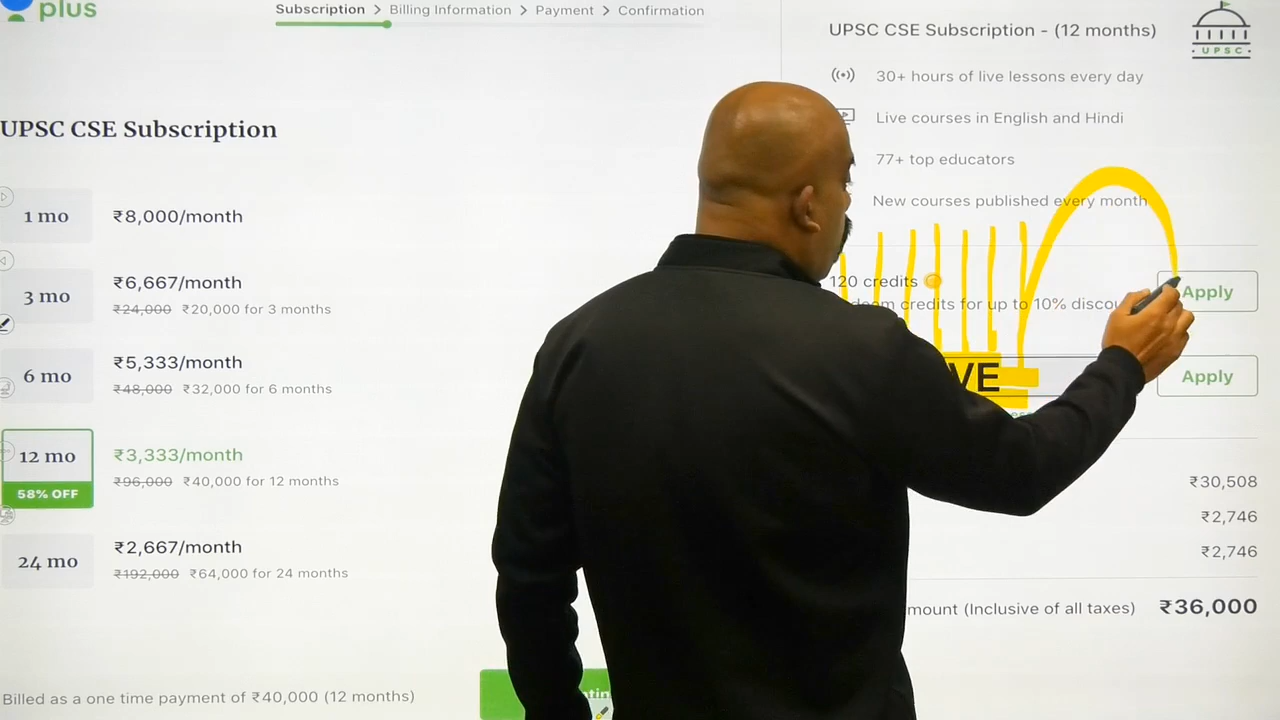 plus
Subscription > Billing Information > Payment > Confirmation
UPSC CSE Subscription
1 mo ₹8,000/month
3 mo ₹6,667/month
₹24,000 ₹20,000 for 3 months
6 mo ₹5,333/month
₹48,000 ₹32,000 for 6 months
12 mo ₹3,333/month
58% OFF ₹96,000 ₹40,000 for 12 months
24 mo ₹2,667/month
₹192,000 ₹64,000 for 24 months
Billed as a one time payment of ₹40,000 (12 months)
UPSC CSE Subscription - (12 months)
UPSC
30+ hours of live lessons every day
Live courses in English and Hindi
77+ top educators
New courses published every month
120 credits
credits for up to 10% Apply
Apply
₹30,508
₹2,746
₹2,746
(Inclusive of all taxes) ₹36,000